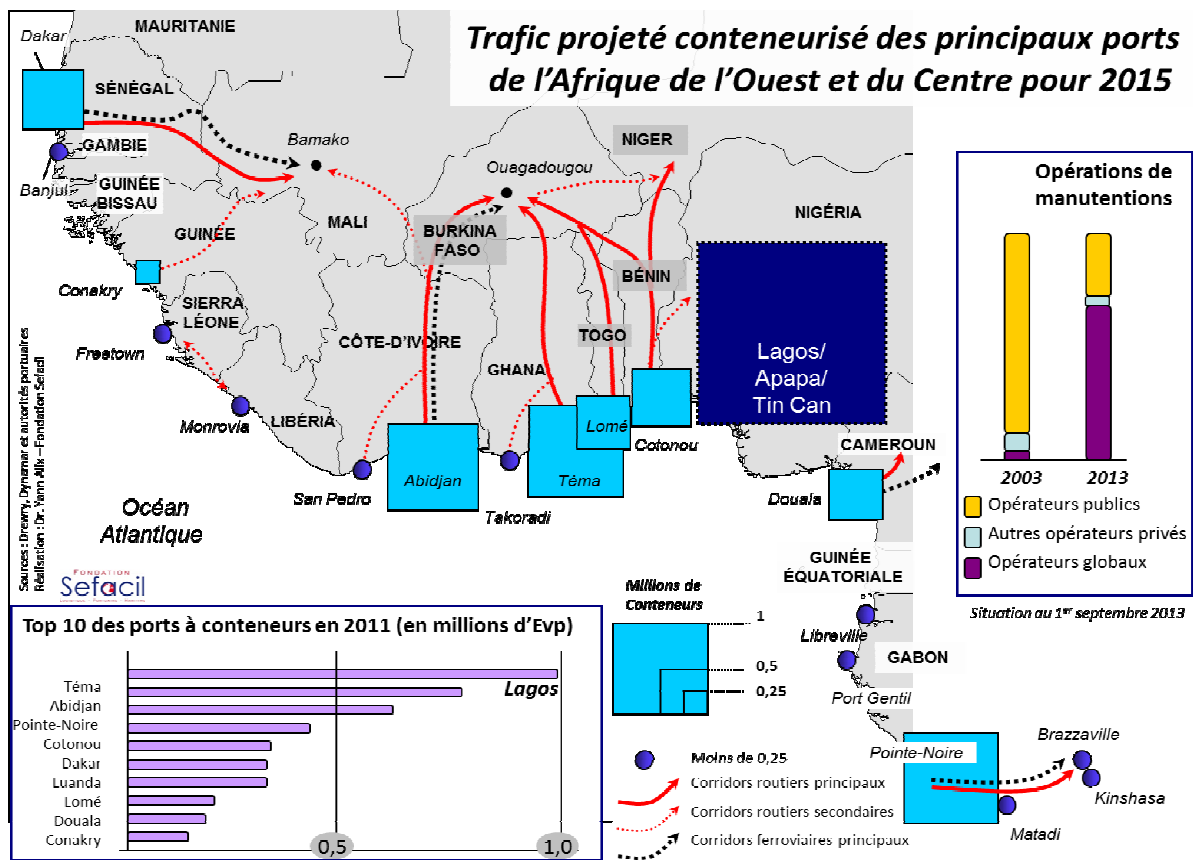 Trafic projeté conteneurisé des principaux ports
de l'Afrique de l'Ouest et du Centre pour 2015
Dakar
MAURITANIE
SÉNÉGAL
GAMBIE
Banjul
GUINÉE
BISSAU
Bamako
MALI
GUINÉE
Conakry
SIERRA
LÉONE
Freetown
Monrovia
LIBÉRIA
CÔTE-D'IVOIRE
San Pedro
Abidjan
Ouagadougou
BURKINA
FASO
GHANA
Takoradi
Téma
TOGO
Lomé
BÉNIN
Cotonou
NIGER
NIGÉRIA
Lagos/
Apapa/
Tin Can
CAMEROUN
Douala
GUINÉE
ÉQUATORIALE
Libreville
GABON
Port Gentil
Pointe-Noire
Brazzaville
Kinshasa
Matadi
Océan
Atlantique
Sources : Drewry, Dynamar et autorités portuaires
Réalisation : Dr. Yann Alix – Fondation Sefacil
FONDATION
Sefacil
Opérations de
manutentions
2003
2013
Opérateurs publics
Autres opérateurs privés
Opérateurs globaux
Situation au 1er septembre 2013
Millions de
Conteneurs
1
0,5
0,25
Moins de 0,25
Corridors routiers principaux
Corridors routiers secondaires
Corridors ferroviaires principaux
Top 10 des ports à conteneurs en 2011 (en millions d'Evp)
Lagos
Téma
Abidjan
Pointe-Noire
Cotonou
Dakar
Luanda
Lomé
Douala
Conakry
0,5
1,0